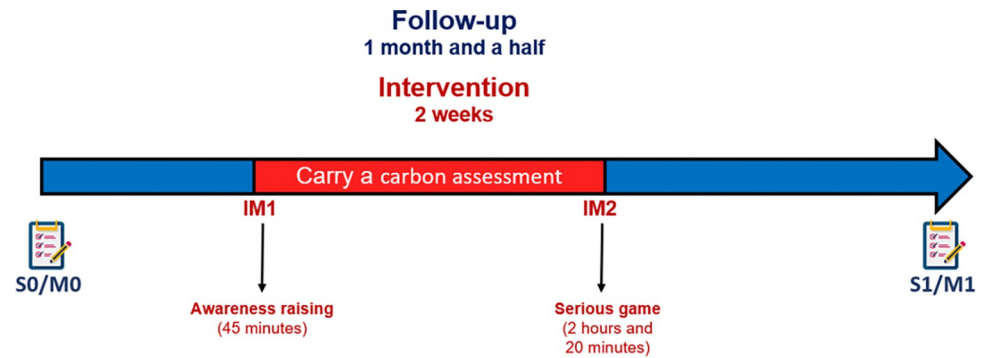 Follow-up
1 month and a half
Intervention
2 weeks
Carry a carbon assessment
IM1
IM2
S0/M0
S1/M1
Awareness raising
(45 minutes)
Serious game
(2 hours and
20 minutes)